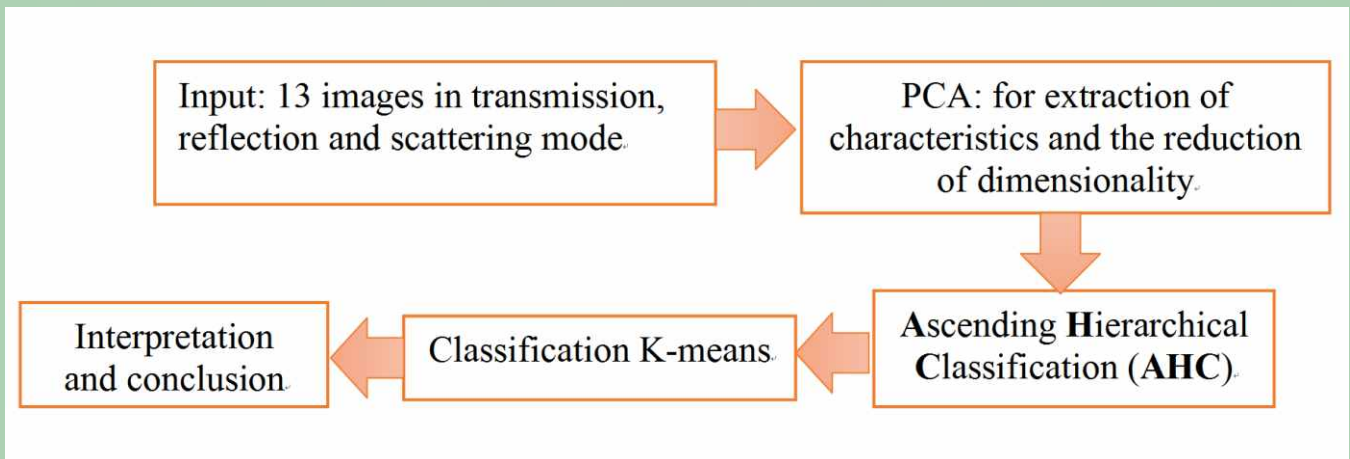 Input: 13 images in transmission,
reflection and scattering mode.
PCA: for extraction of
characteristics and the reduction
of dimensionality.
Ascending Hierarchical
Classification (AHC).
Classification K-means.
Interpretation
and conclusion.